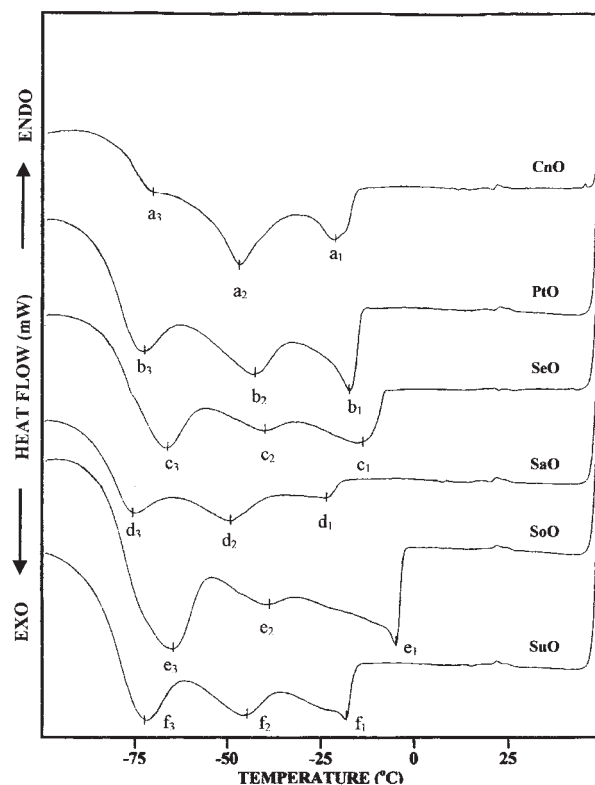 HEAT FLOW (mW)
ENDO
EXO
CnO
a3
a2
a1
PtO
b3
b2
b1
SeO
c3
c2
c1
SaO
d3
d2
d1
SoO
e3
e2
e1
SuO
f3
f2
f1
-75
-50
-25
0
25
TEMPERATURE (°C)